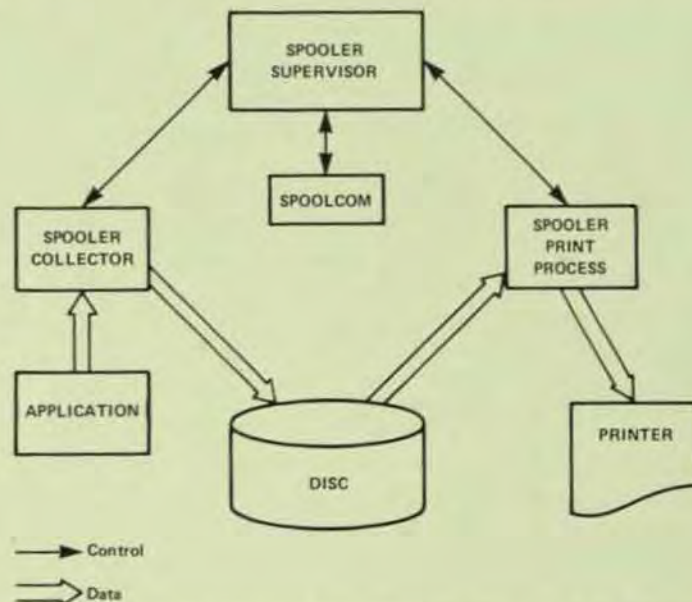 SPOOLER
SUPERVISOR
SPOOLCOM
SPOOLER
COLLECTOR
SPOOLER
PRINT
PROCESS
APPLICATION
DISC
PRINTER
Control
Data